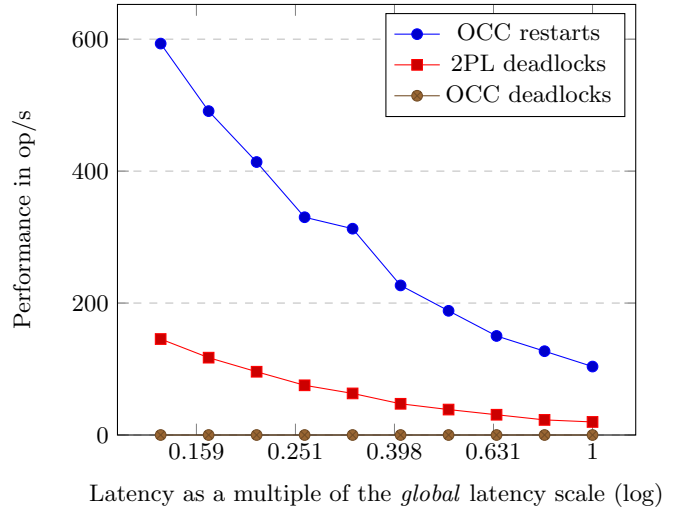 OCC restarts
2PL deadlocks
OCC deadlocks
Performance in op/s
600
400
200
0
0.159 0.251 0.398 0.631 1
Latency as a multiple of the global latency scale (log)